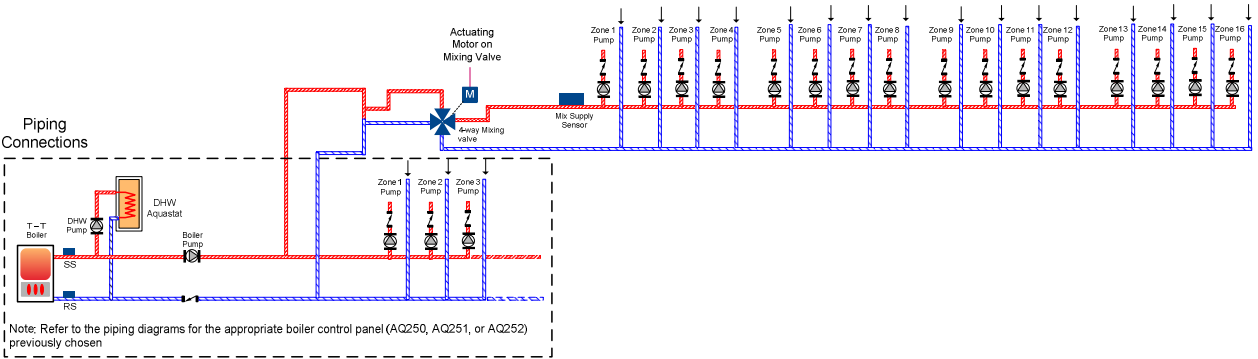 Actuating
Motor on
Mixing Valve
M
4-way Mixing
valve
Mix Supply
Sensor
Zone 1
Pump
Zone 2
Pump
Zone 3
Pump
Zone 4
Pump
Zone 5
Pump
Zone 6
Pump
Zone 7
Pump
Zone 8
Pump
Zone 9
Pump
Zone 10
Pump
Zone 11
Pump
Zone 12
Pump
Zone 13
Pump
Zone 14
Pump
Zone 15
Pump
Zone 16
Pump
Piping
Connections
DHW
Aquastat
DHW
Pump
T-T
Boiler
SS
RS
Boiler
Pump
Zone 1
Pump
Zone 2
Pump
Zone 3
Pump
Note: Refer to the piping diagrams for the appropriate boiler control panel (AQ250, AQ251, or AQ252)
previously chosen